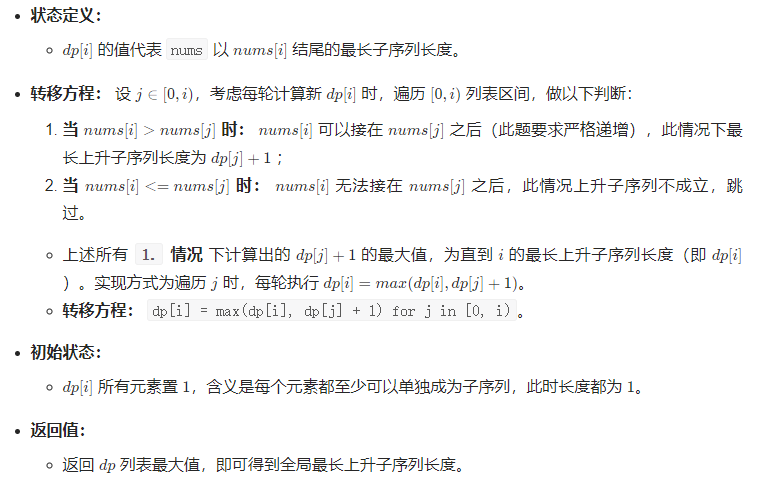 • 状态定义：
◦ dp[i] 的值代表 nums 以 nums[i] 结尾的最长子序列长度。
• 转移方程： 设 j ∈ [0, i)，考虑每轮计算新 dp[i] 时，遍历 [0, i) 列表区间，做以下判断：
1. 当 nums[i] > nums[j] 时： nums[i] 可以接在 nums[j] 之后（此题要求严格递增），此情况下最
长上升子序列长度为 dp[j] + 1 ；
2. 当 nums[i] <= nums[j] 时： nums[i] 无法接在 nums[j] 之后，此情况上升子序列不成立，跳
过。
◦ 上述所有 1. 情况 下计算出的 dp[j] + 1 的最大值，为直到 i 的最长上升子序列长度（即 dp[i]
）。实现方式为遍历 j 时，每轮执行 dp[i] = max(dp[i], dp[j] + 1)。
◦ 转移方程： dp[i] = max(dp[i], dp[j] + 1) for j in [0, i)。
• 初始状态：
◦ dp[i] 所有元素置 1，含义是每个元素都至少可以单独成为子序列，此时长度都为 1。
• 返回值：
◦ 返回 dp 列表最大值，即可得到全局最长上升子序列长度。